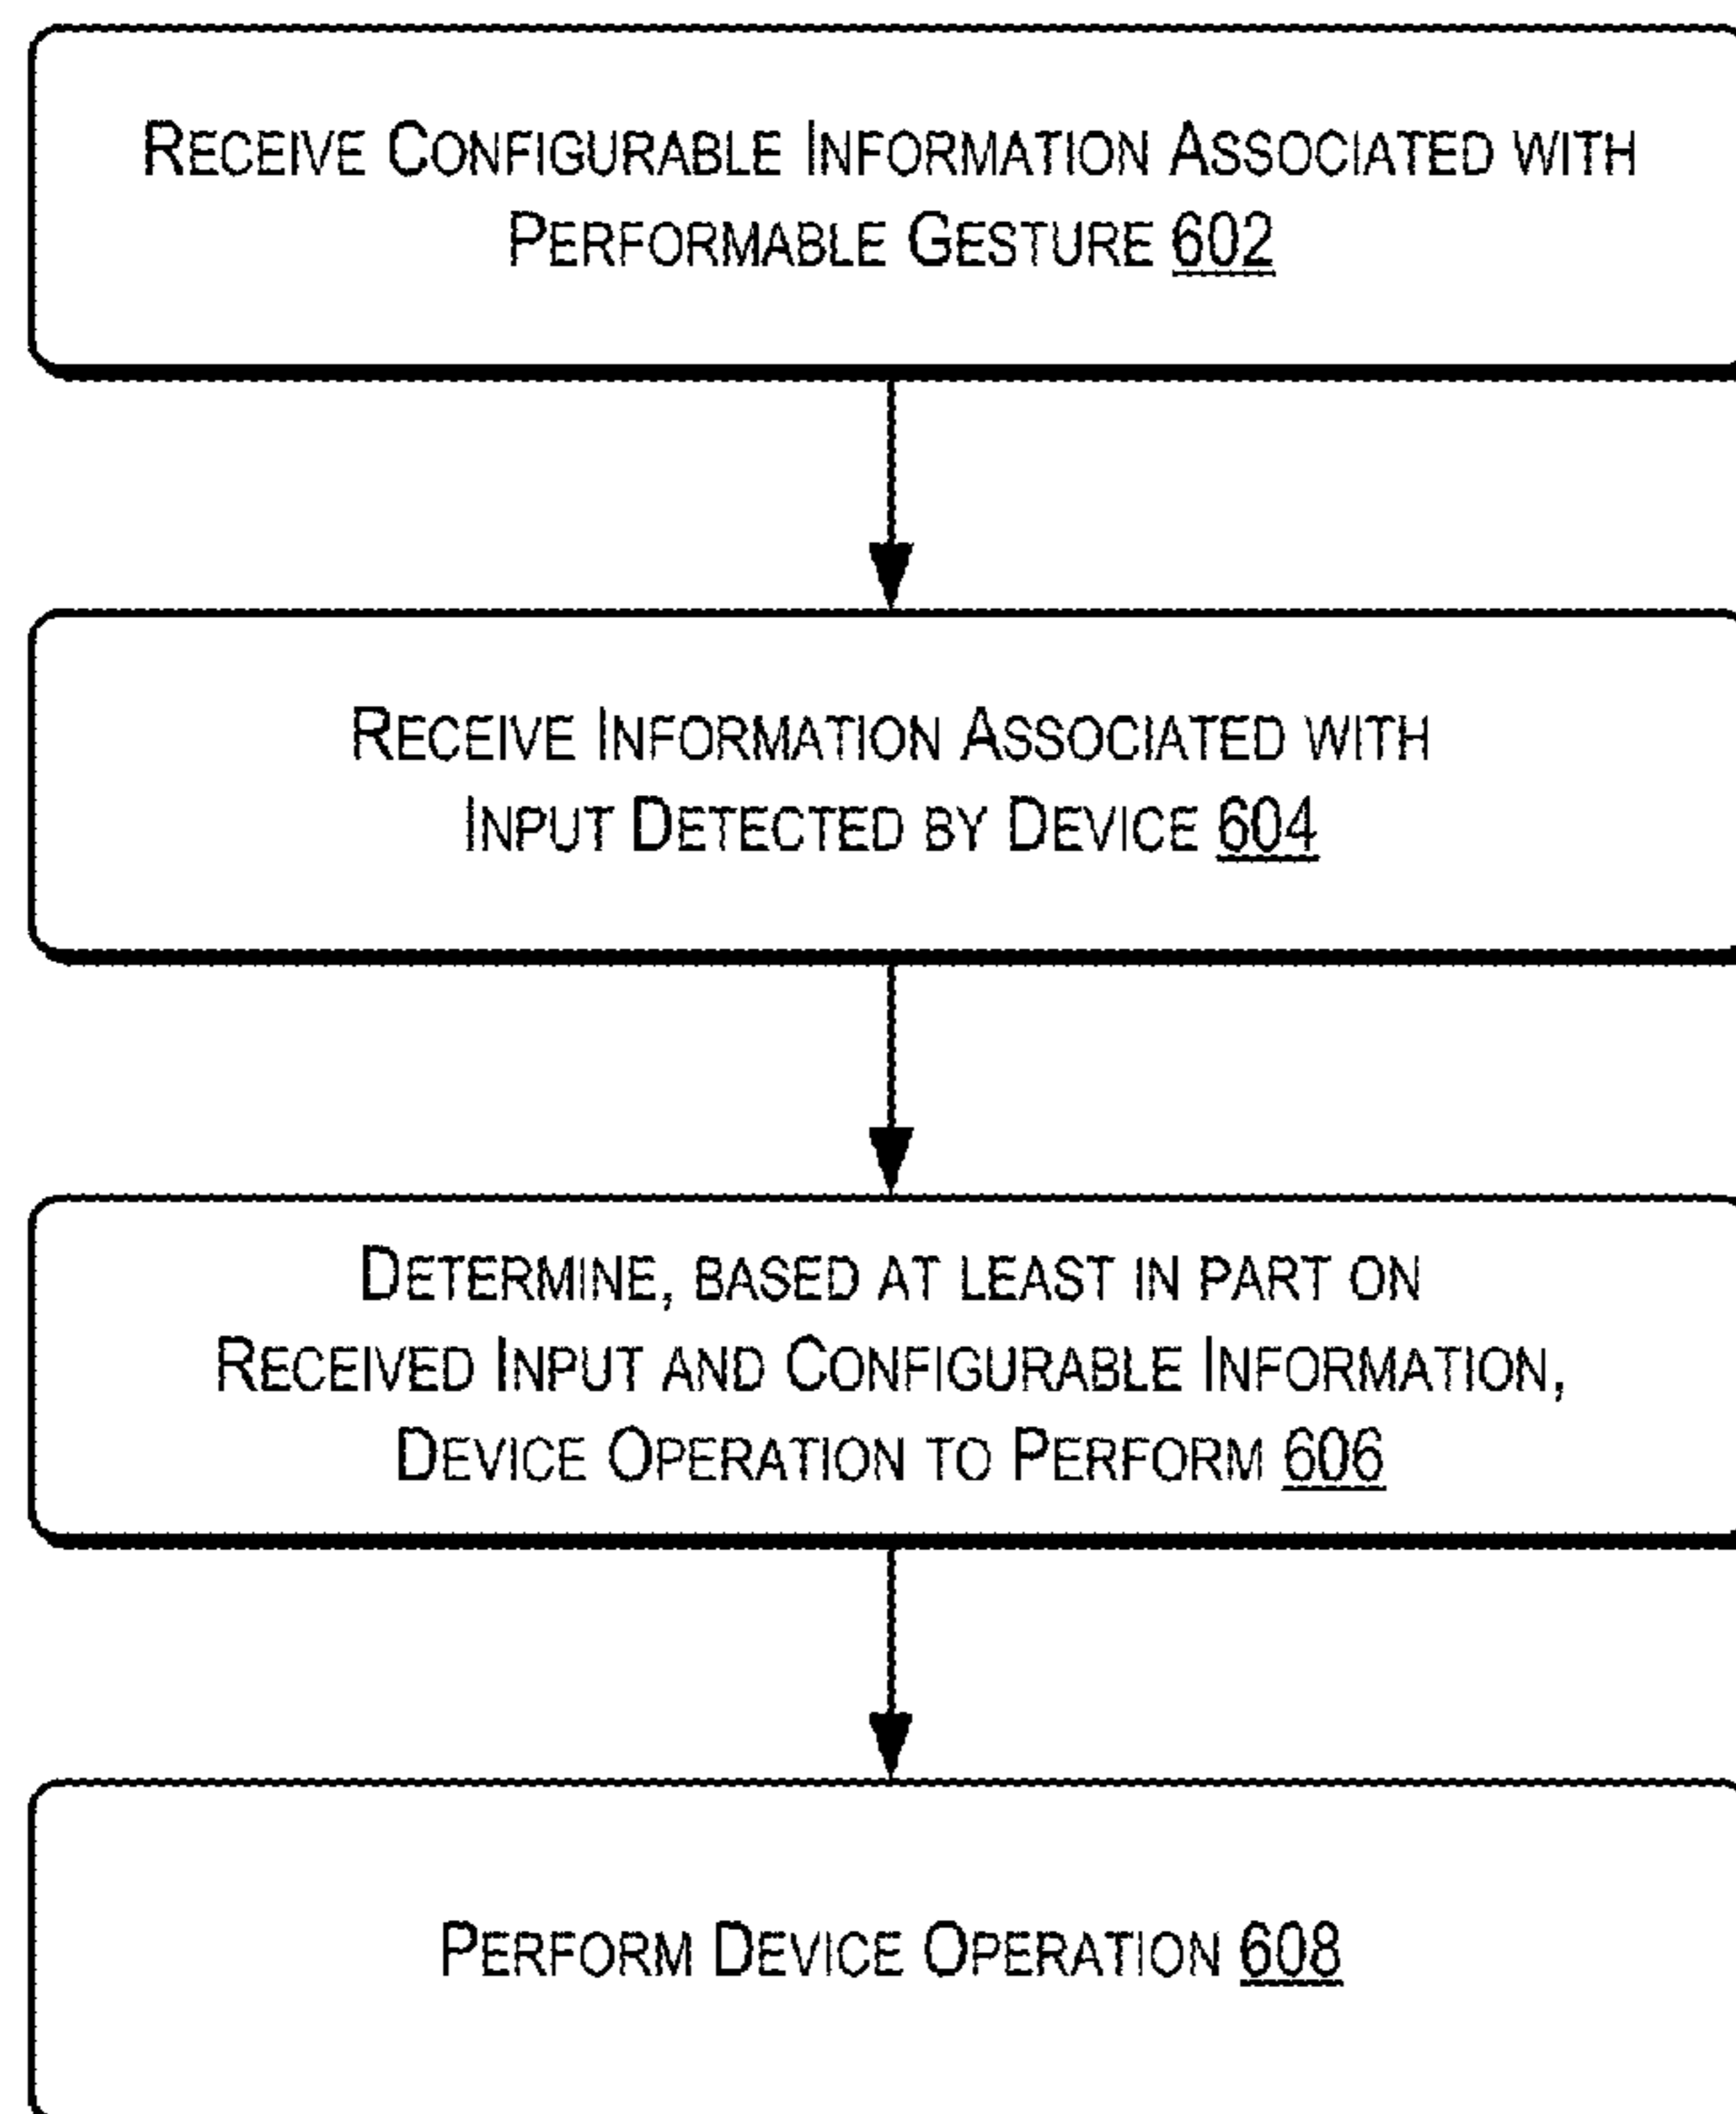 RECEIVE CONFIGURABLE INFORMATION ASSOCIATED WITH
PERFORMABLE GESTURE 602
RECEIVE INFORMATION ASSOCIATED WITH
INPUT DETECTED BY DEVICE 604
DETERMINE, BASED AT LEAST IN PART ON
RECEIVED INPUT AND CONFIGURABLE INFORMATION,
DEVICE OPERATION TO PERFORM 606
PERFORM DEVICE OPERATION 608